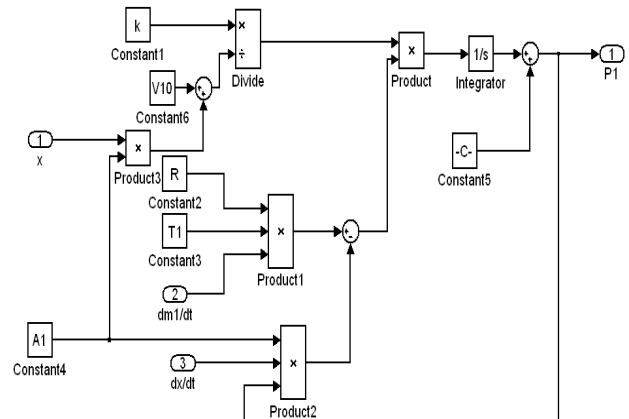 k
Constant1
×
÷
Divide
V10
Constant6
+
+
1
x
×
Product3
R
Constant2
T1
Constant3
2
dm1/dt
×
Product1
+
-
A1
Constant4
3
dx/dt
×
Product2
×
Product
1/s
Integrator
+
+
-C-
Constant5
1
P1